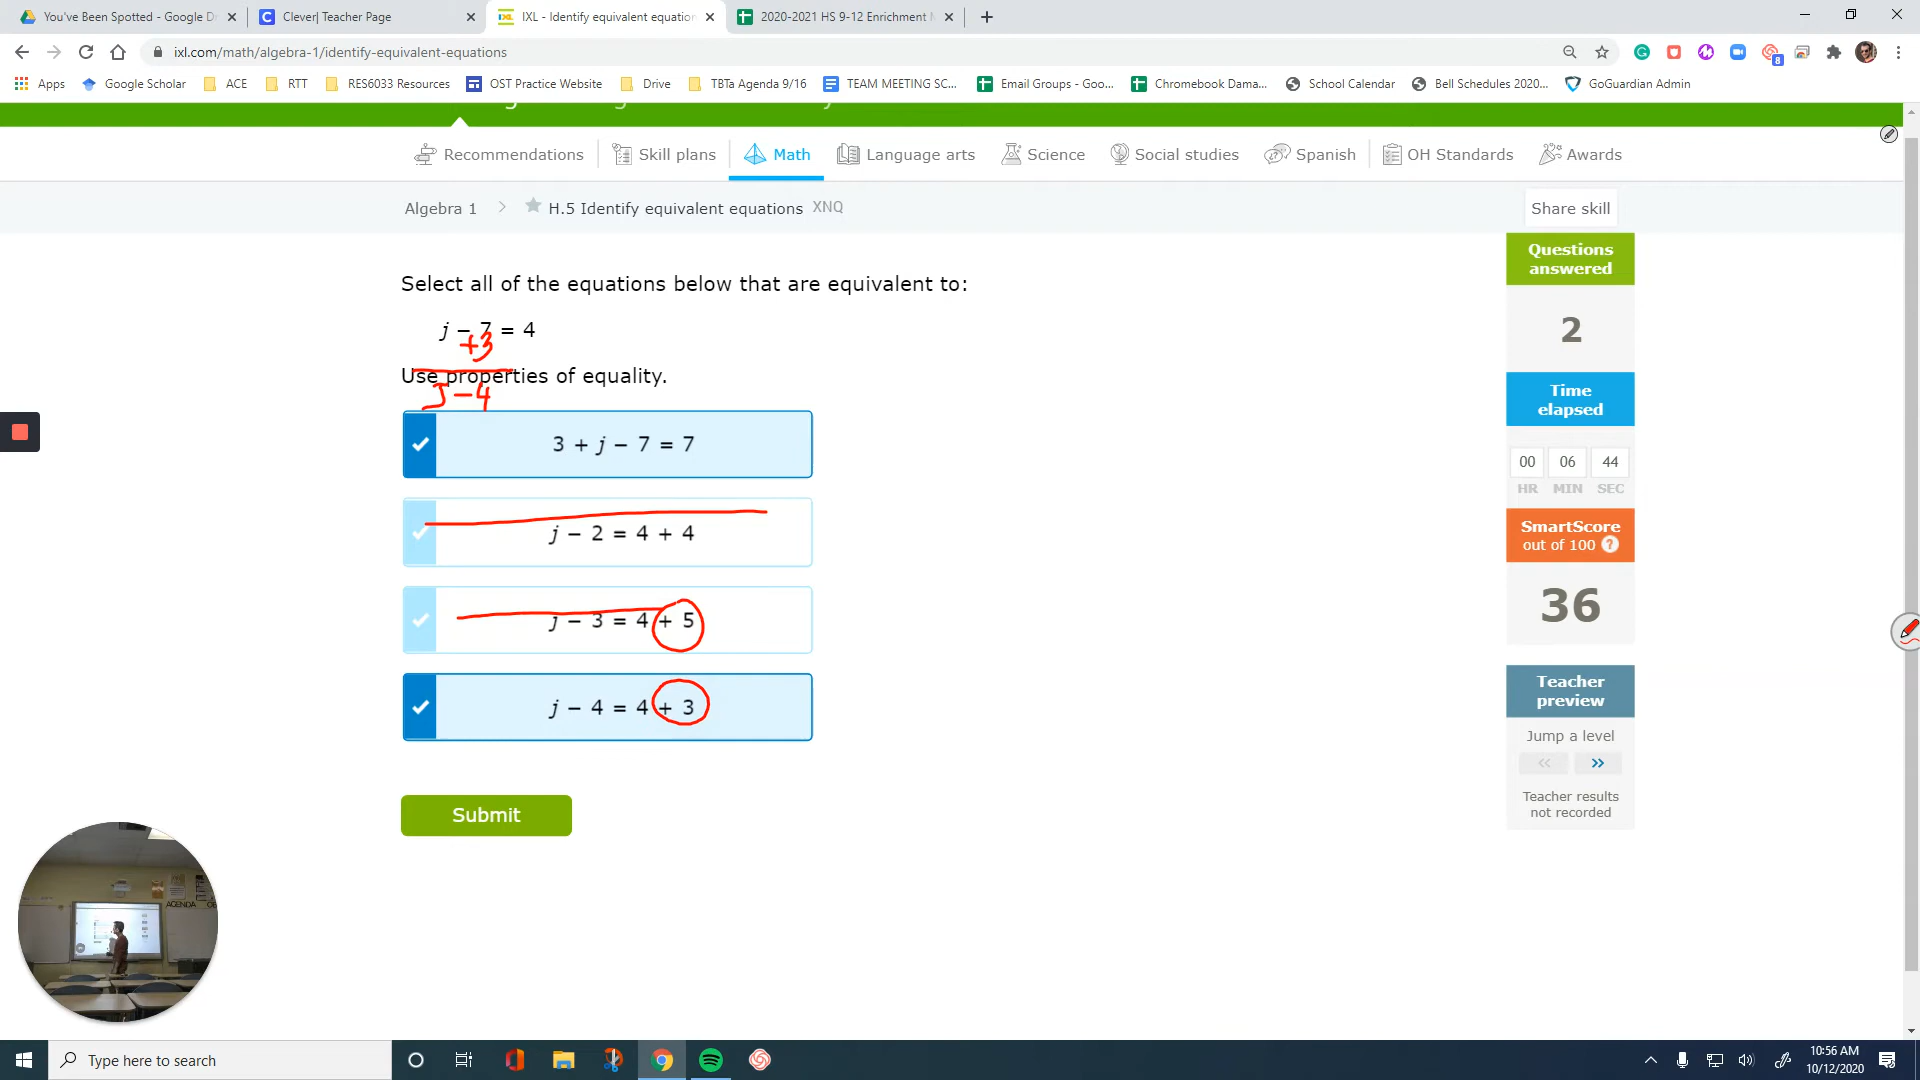 You've Been Spotted - Google D
Clever| Teacher Page
IXL - Identify equivalent equation
2020-2021 HS 9-12 Enrichment
ixl.com/math/algebra-1/identify-equivalent-equations
8
Apps
Google Scholar
ACE
RTT
RES6033 Resources
OST Practice Website
Drive
TBTa Agenda 9/16
TEAM MEETING SC...
Email Groups - Goo...
Chromebook Dama...
School Calendar
Bell Schedules 2020...
GoGuardian Admin
Recommendations
Skill plans
Math
Language arts
Science
Social studies
Spanish
OH Standards
Awards
Algebra 1 > H.5 Identify equivalent equations XNQ
Share skill
Select all of the equations below that are equivalent to:
j − 7 = 4
+3
Use properties of equality.
J − 4
3 + j − 7 = 7
j − 2 = 4 + 4
j − 3 = 4 + 5
j − 4 = 4 + 3
Submit
Questions
answered
2
Time
elapsed
00 06 44
HR MIN SEC
SmartScore
out of 100 ?
36
Teacher
preview
Jump a level
<< >>
Teacher results
not recorded
AGENDA
Type here to search
10:56 AM
10/12/2020